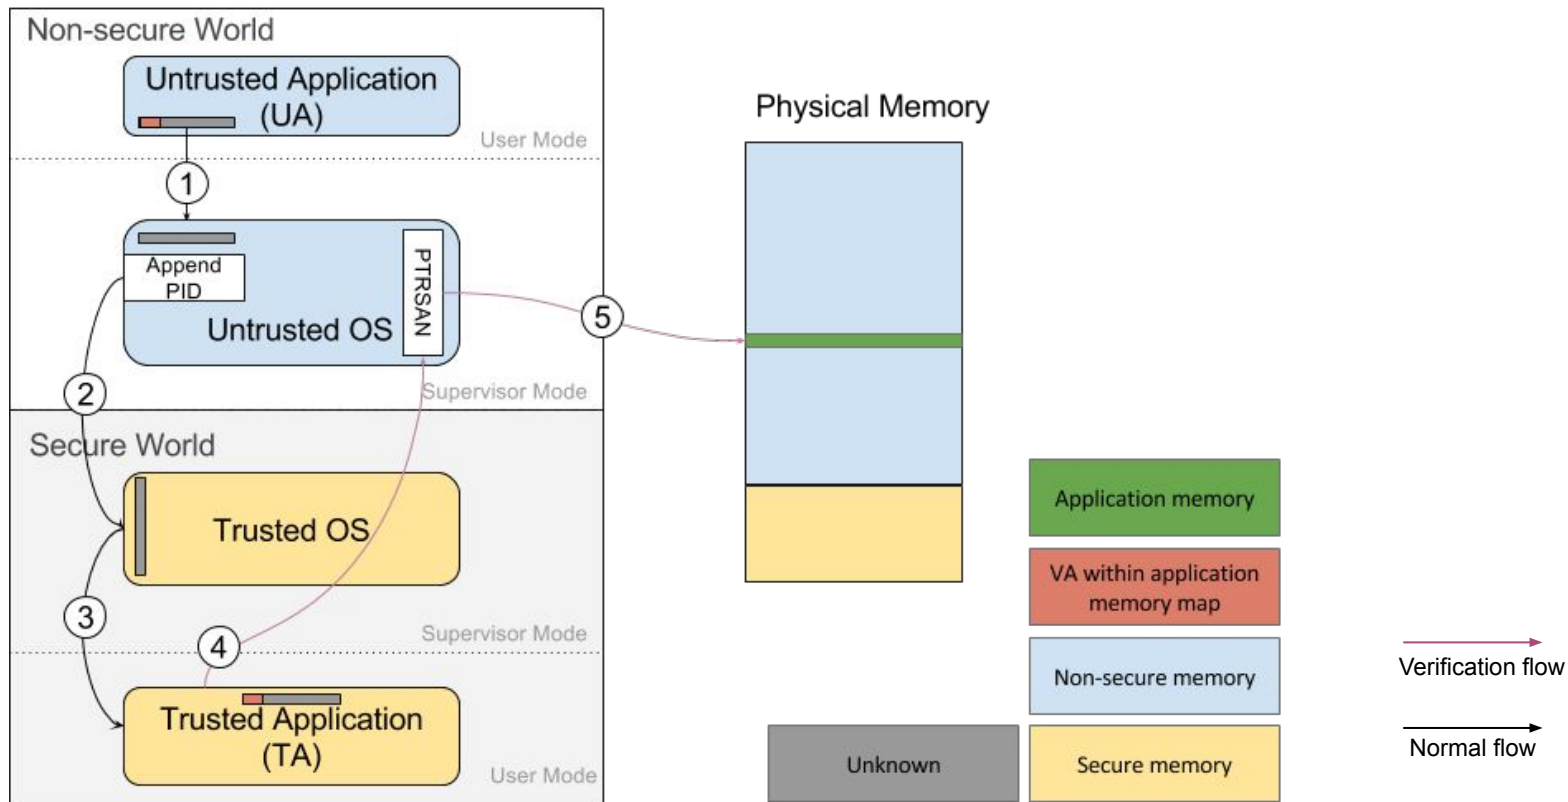 Non-secure World
Untrusted Application
(UA)
User Mode
1
Append
PID
PTRSAN
Untrusted OS
Supervisor Mode
2
5
Secure World
Trusted OS
3
4
Supervisor Mode
Trusted Application
(TA)
User Mode
Physical Memory
Application memory
VA within application
memory map
Non-secure memory
Unknown
Secure memory
Verification flow
Normal flow